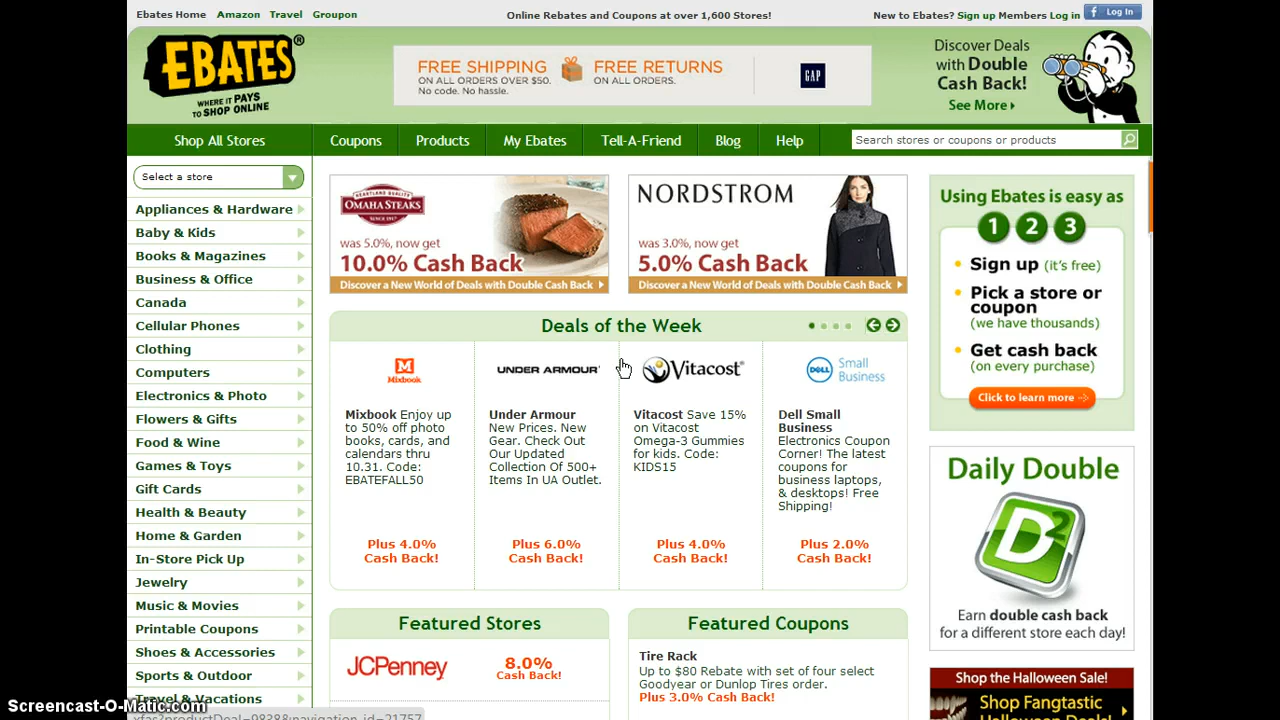 Ebates Home Amazon Travel Groupon
Online Rebates and Coupons at over 1,600 Stores!
New to Ebates? Sign up Members Log in
f Log In
EBATES®
WHERE IT PAYS
TO SHOP ONLINE
FREE SHIPPING
ON ALL ORDERS OVER $50.
No code. No hassle.
FREE RETURNS
ON ALL ORDERS.
GAP
Discover Deals
with Double
Cash Back!
See More
Shop All Stores
Coupons
Products
My Ebates
Tell-A-Friend
Blog
Help
Search stores or coupons or products
Select a store
Appliances & Hardware
Baby & Kids
Books & Magazines
Business & Office
Canada
Cellular Phones
Clothing
Computers
Electronics & Photo
Flowers & Gifts
Food & Wine
Games & Toys
Gift Cards
Health & Beauty
Home & Garden
In-Store Pick Up
Jewelry
Music & Movies
Printable Coupons
Shoes & Accessories
Sports & Outdoor
Travel & Vacations
OMAHA STEAKS
was 5.0%, now get
10.0% Cash Back
Discover a New World of Deals with Double Cash Back!
NORDSTROM
was 3.0%, now get
5.0% Cash Back
Discover a New World of Deals with Double Cash Back!
Deals of the Week
M
Mixbook
Mixbook Enjoy up
to 50% off photo
books, cards, and
calendars thru
10.31. Code:
EBATEFALL50
Plus 4.0%
Cash Back!
UNDER ARMOUR
Under Armour
New Prices. New
Gear. Check Out
Our Updated
Collection Of 500+
Items In UA Outlet.
Plus 6.0%
Cash Back!
Vitacost®
Vitacost Save 15%
on Vitacost
Omega-3 Gummies
for kids. Code:
KIDS15
Plus 4.0%
Cash Back!
DELL
Small
Business
Dell Small
Business
Electronics Coupon
Corner! The latest
coupons for
business laptops,
& desktops! Free
Shipping!
Plus 2.0%
Cash Back!
Featured Stores
JCPenney
8.0%
Cash Back!
Featured Coupons
Tire Rack
Up to $80 Rebate with set of four select
Goodyear or Dunlop Tires order.
Plus 3.0% Cash Back!
Using Ebates is easy as
1 2 3
Sign up (it's free)
Pick a store or
coupon
(we have thousands)
Get cash back
(on every purchase)
Click to learn more
Daily Double
D2
Earn double cash back
for a different store each day!
Shop the Halloween Sale!
Shop Fangtastic
Halloween Deals!
Screencast-O-Matic.com